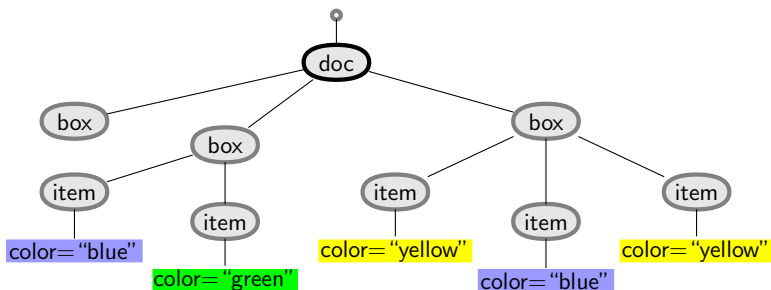 doc
box
box
box
item
item
item
item
item
color=“blue”
color=“green”
color=“yellow”
color=“blue”
color=“yellow”